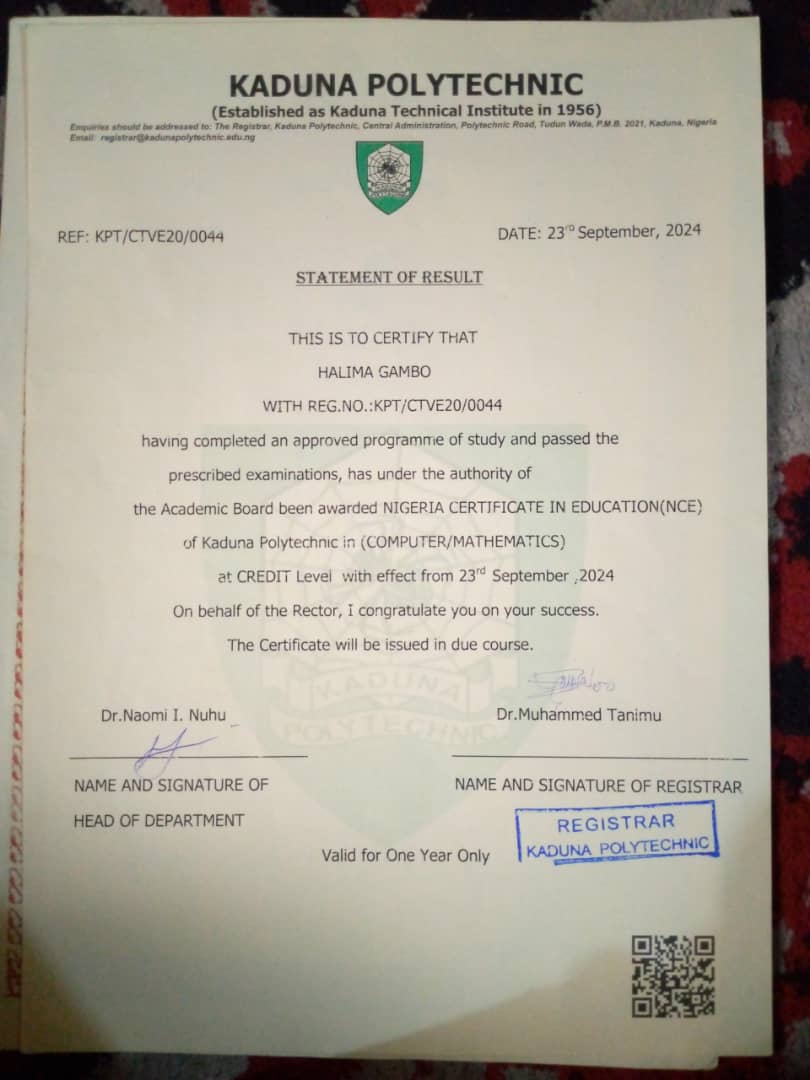 KADUNA POLYTECHNIC
(Established as Kaduna Technical Institute in 1956)
Enquiries should be addressed to: The Registrar, Kaduna Polytechnic, Central Administration, Polytechnic Road, Tudun Wada, P.M.B. 2021, Kaduna, Nigeria
Email: registrar@kadunapolytechnic.edu.ng
KADUNA
POLYTECHNIC
REF: KPT/CTVE20/0044
DATE: 23rd September, 2024
STATEMENT OF RESULT
THIS IS TO CERTIFY THAT
HALIMA GAMBO
WITH REG.NO.:KPT/CTVE20/0044
having completed an approved programme of study and passed the
prescribed examinations, has under the authority of
the Academic Board been awarded NIGERIA CERTIFICATE IN EDUCATION(NCE)
of Kaduna Polytechnic in (COMPUTER/MATHEMATICS)
at CREDIT Level with effect from 23rd September ,2024
On behalf of the Rector, I congratulate you on your success.
The Certificate will be issued in due course.
KADUNA
POLYTECHNIC
Dr.Naomi I. Nuhu
Dr.Muhammed Tanimu
NAME AND SIGNATURE OF
HEAD OF DEPARTMENT
NAME AND SIGNATURE OF REGISTRAR
REGISTRAR
KADUNA POLYTECHNIC
Valid for One Year Only